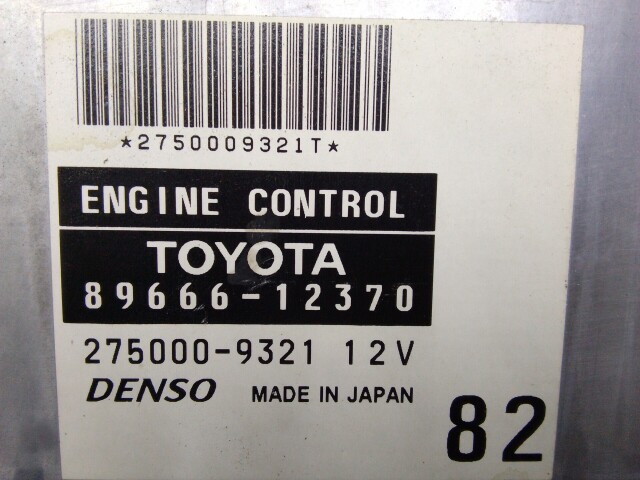 *2750009321T*
ENGINE CONTROL
TOYOTA
89666-12370
275000-9321 12V
DENSO MADE IN JAPAN
82